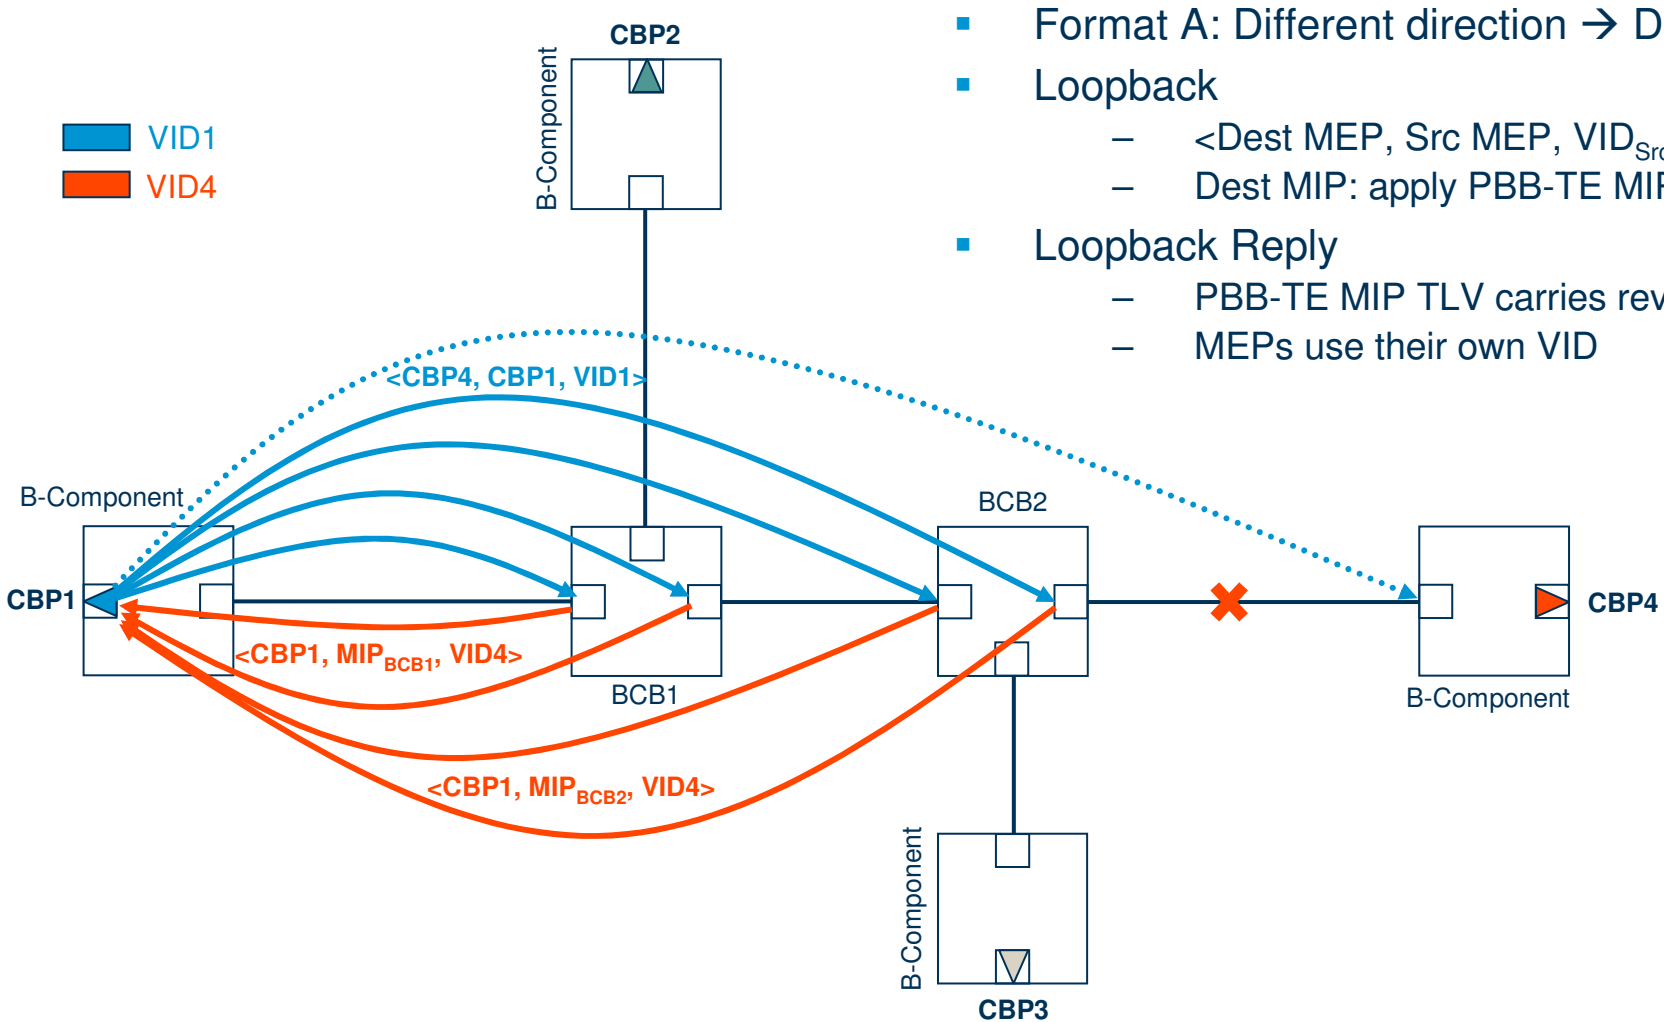 Format A: Different direction → D
Loopback
– <Dest MEP, Src MEP, VIDSrc
– Dest MIP: apply PBB-TE MIP
Loopback Reply
– PBB-TE MIP TLV carries rev
– MEPs use their own VID
CBP2
B-Component
VID1
VID4
<CBP4, CBP1, VID1>
B-Component
BCB2
CBP1
CBP4
<CBP1, MIPBCB1, VID4>
BCB1
B-Component
<CBP1, MIPBCB2, VID4>
B-Component
CBP3